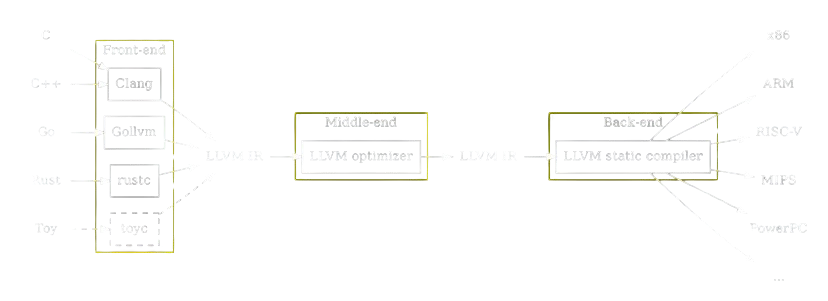 C
C++
Go
Rust
Toy
Front-end
Clang
Gollvm
rustc
toyc
LLVM IR
Middle-end
LLVM optimizer
LLVM IR
Back-end
LLVM static compiler
x86
ARM
RISC-V
MIPS
PowerPC
...